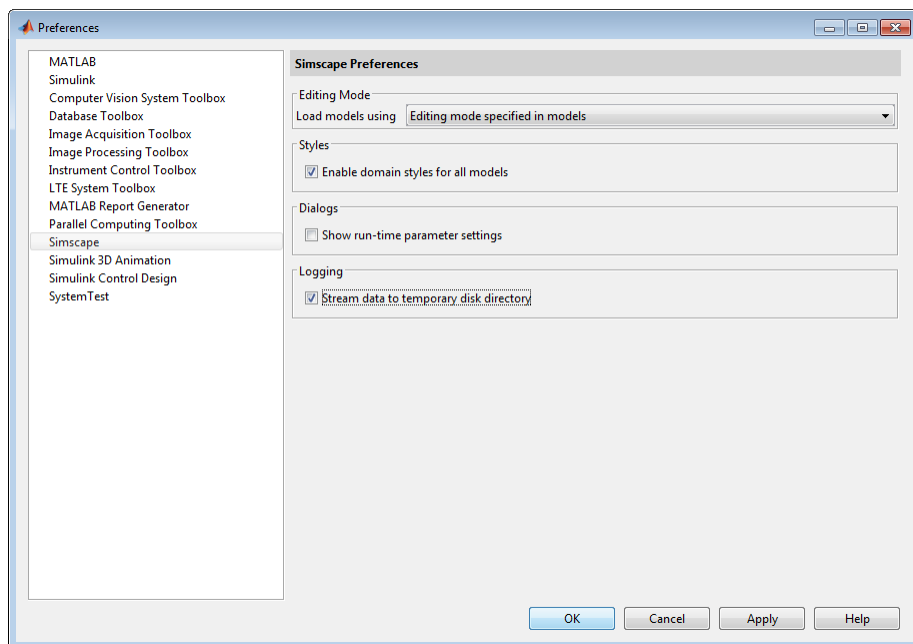 Preferences
MATLAB
Simulink
Computer Vision System Toolbox
Database Toolbox
Image Acquisition Toolbox
Image Processing Toolbox
Instrument Control Toolbox
LTE System Toolbox
MATLAB Report Generator
Parallel Computing Toolbox
Simscape
Simulink 3D Animation
Simulink Control Design
SystemTest
Simscape Preferences
Editing Mode
Load models using Editing mode specified in models
Styles
Enable domain styles for all models
Dialogs
Show run-time parameter settings
Logging
Stream data to temporary disk directory
OK Cancel Apply Help